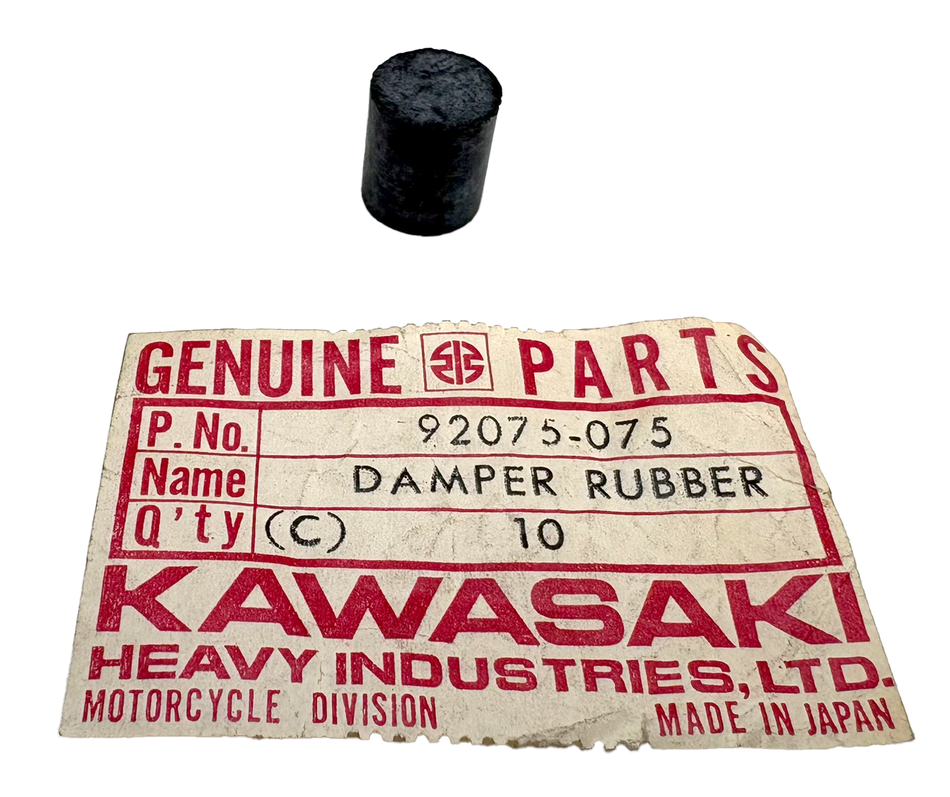 GENUINE PARTS
P. No. 92075-075
Name DAMPER RUBBER
Q'ty (C) 10
KAWASAKI
HEAVY INDUSTRIES, LTD.
MOTORCYCLE DIVISION MADE IN JAPAN